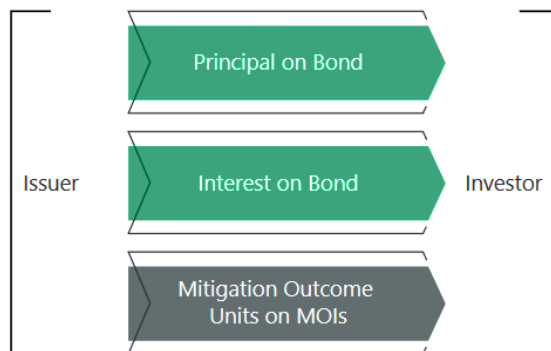 Principal on Bond
Issuer
Interest on Bond
Investor
Mitigation Outcome
Units on MOIs